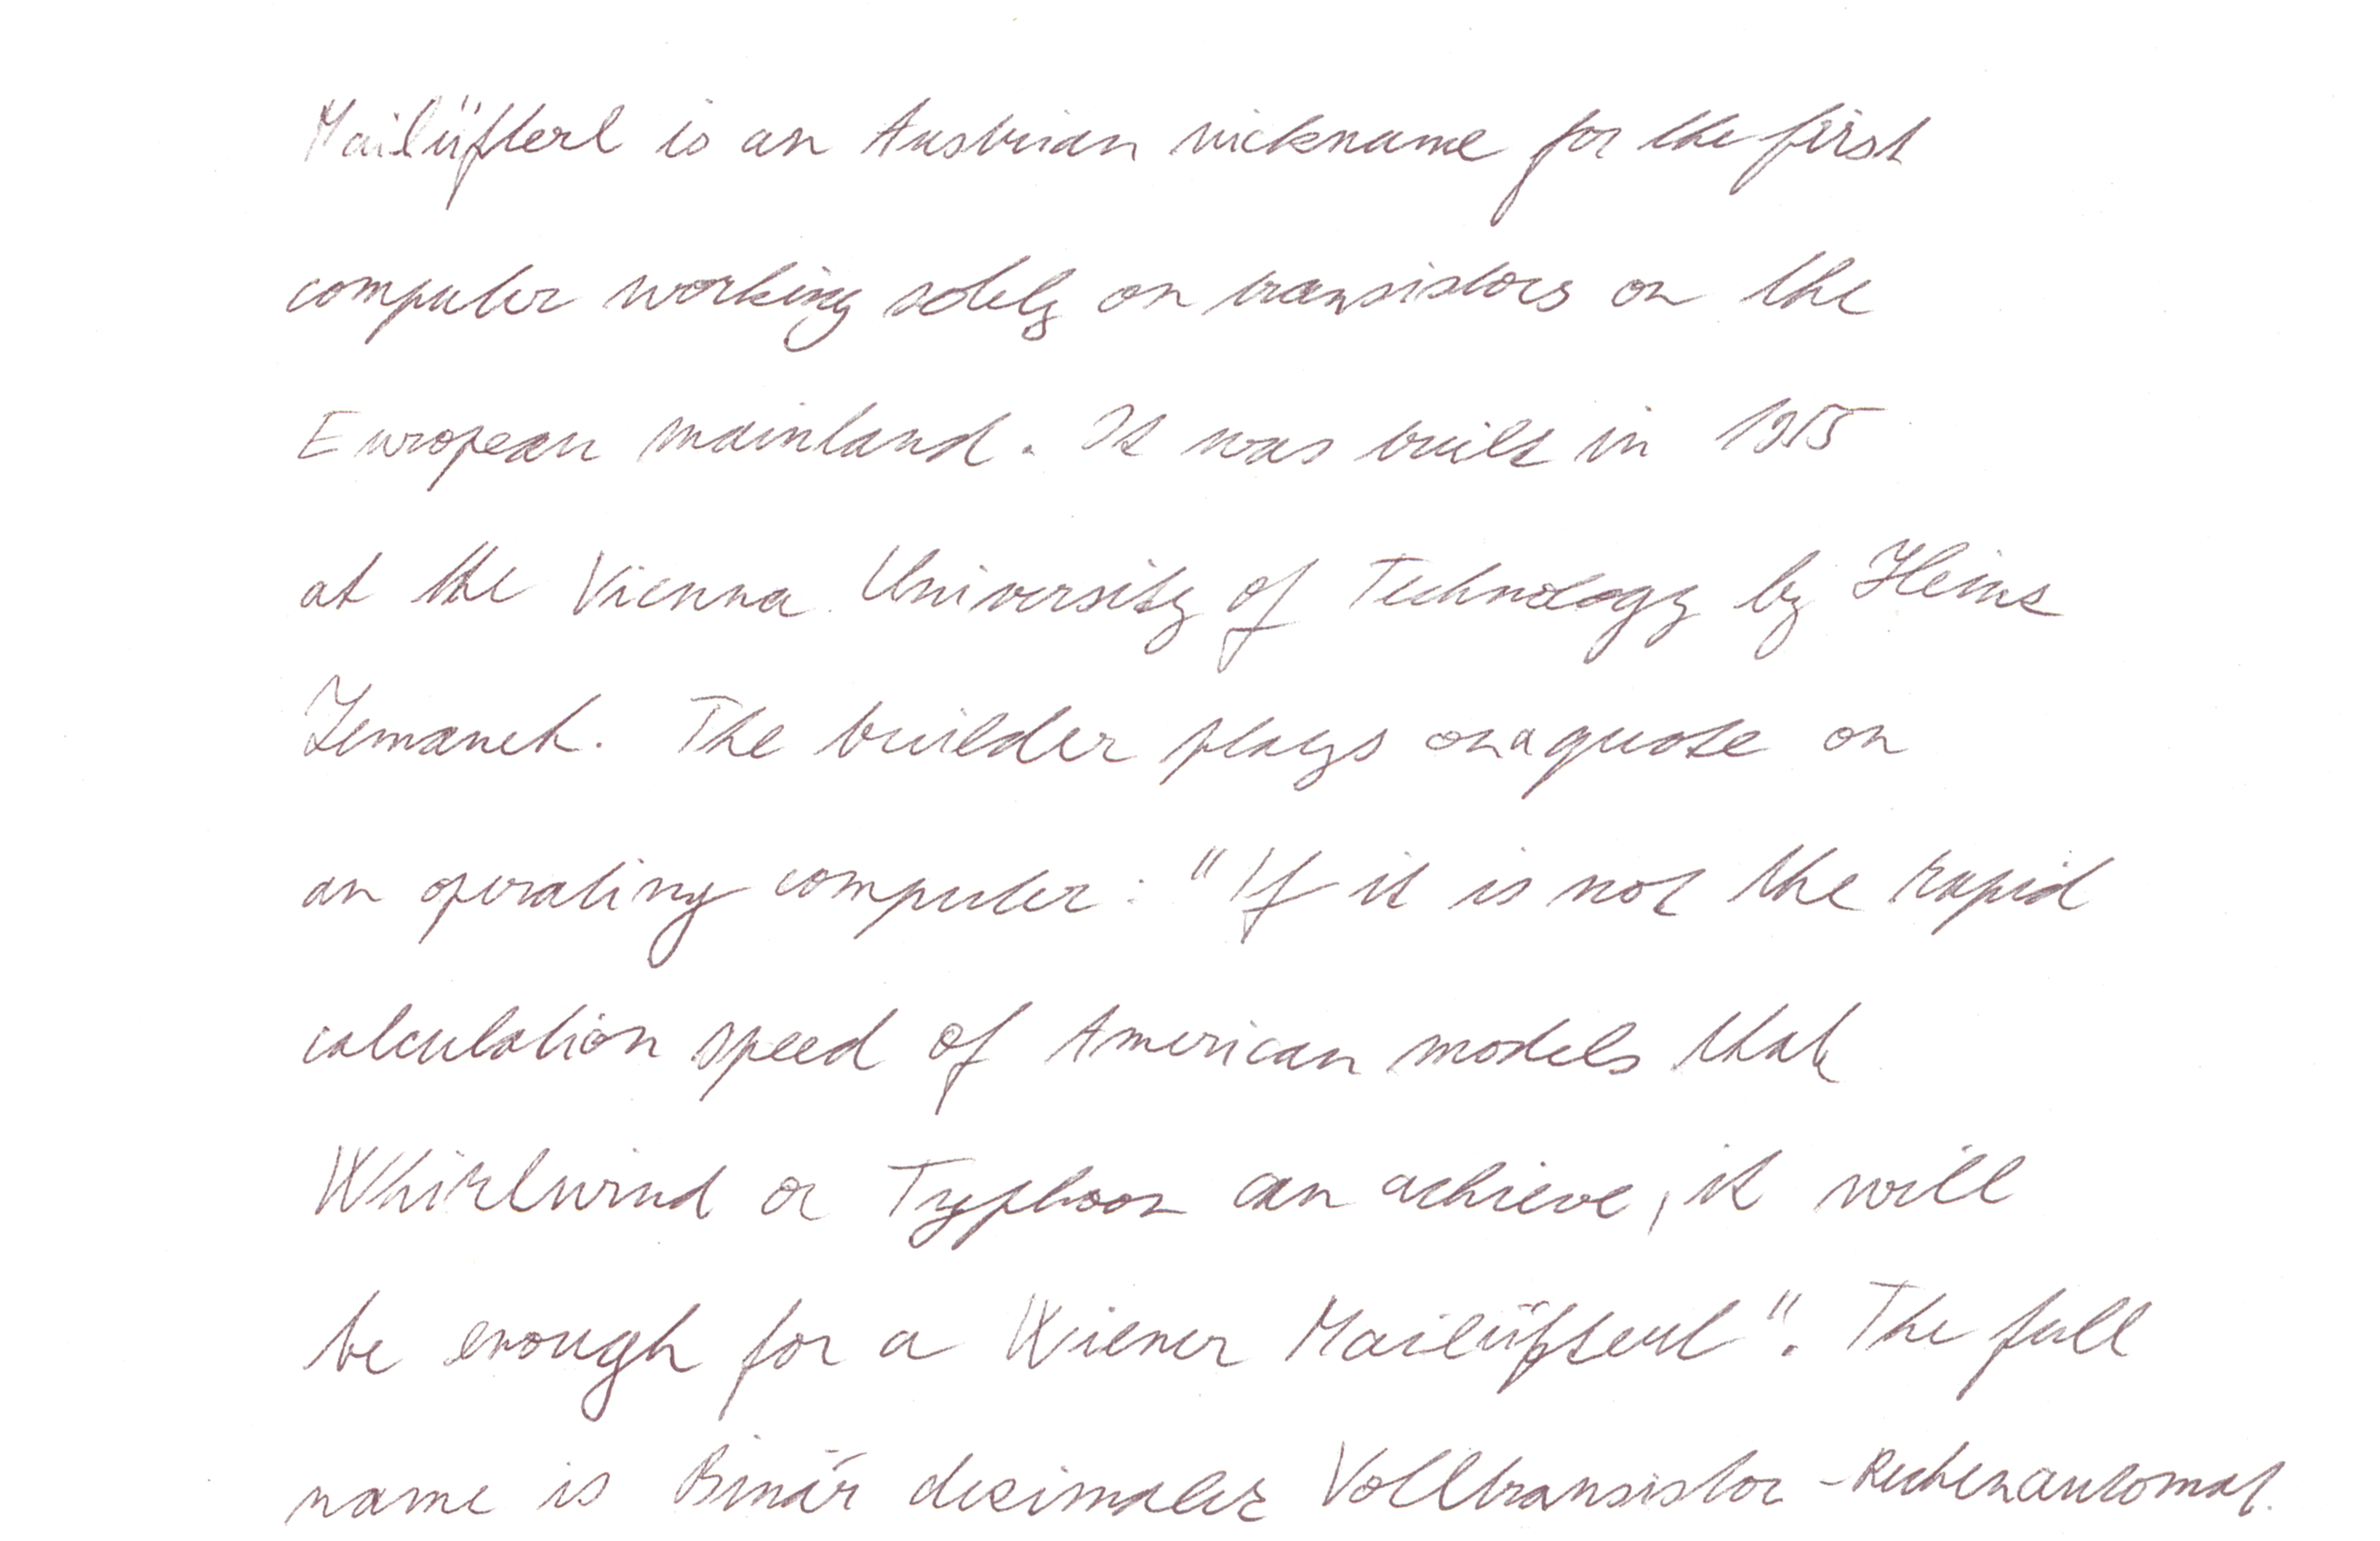 Mailüfterl is an Austrian nickname for the first
computer working solely on transistors on the
European mainland. It was built in 1955
at the Vienna University of Technology by Heinz
Zemanek. The builder plays on a quote on
an operating computer: "If it is not the rapid
calculation speed of American models that
Whirlwind or Typhoon can achieve, it will
be enough for a Wiener Mailüfterl". The full
name is Binär dezimaler Volltransistor-Rechenautomat.